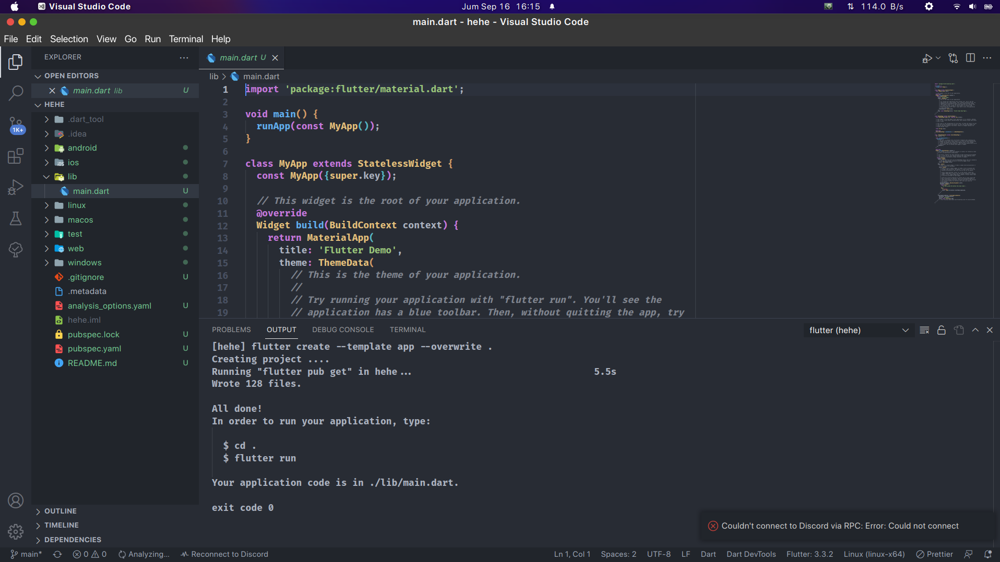 Visual Studio Code
Jum Sep 16 16:15
114.0 B/s
main.dart - hehe - Visual Studio Code
File Edit Selection View Go Run Terminal Help
EXPLORER
OPEN EDITORS
main.dart lib U
HEHE
1K+
.dart_tool
.idea
android
ios
lib
main.dart U
linux
macos
test
web
windows
.gitignore U
.metadata
analysis_options.yaml U
hehe.iml
pubspec.lock U
pubspec.yaml U
README.md U
OUTLINE
TIMELINE
DEPENDENCIES
main.dart U
lib > main.dart
1 import 'package:flutter/material.dart';
2
3 void main() {
4 runApp(const MyApp());
5 }
6
7 class MyApp extends StatelessWidget {
8 const MyApp({super.key});
9
10 // This widget is the root of your application.
11 @override
12 Widget build(BuildContext context) {
13 return MaterialApp(
14 title: 'Flutter Demo',
15 theme: ThemeData(
16 // This is the theme of your application.
17 //
18 // Try running your application with "flutter run". You'll see the
19 // application has a blue toolbar. Then, without quitting the app, try
PROBLEMS OUTPUT DEBUG CONSOLE TERMINAL
flutter (hehe)
[hehe] flutter create --template app --overwrite .
Creating project ....
Running "flutter pub get" in hehe... 5.5s
Wrote 128 files.
All done!
In order to run your application, type:
$ cd .
$ flutter run
Your application code is in ./lib/main.dart.
exit code 0
Couldn't connect to Discord via RPC: Error: Could not connect
main* 0 0 Analyzing... Reconnect to Discord
Ln 1, Col 1 Spaces: 2 UTF-8 LF Dart Dart DevTools Flutter: 3.3.2 Linux (linux-x64) Prettier